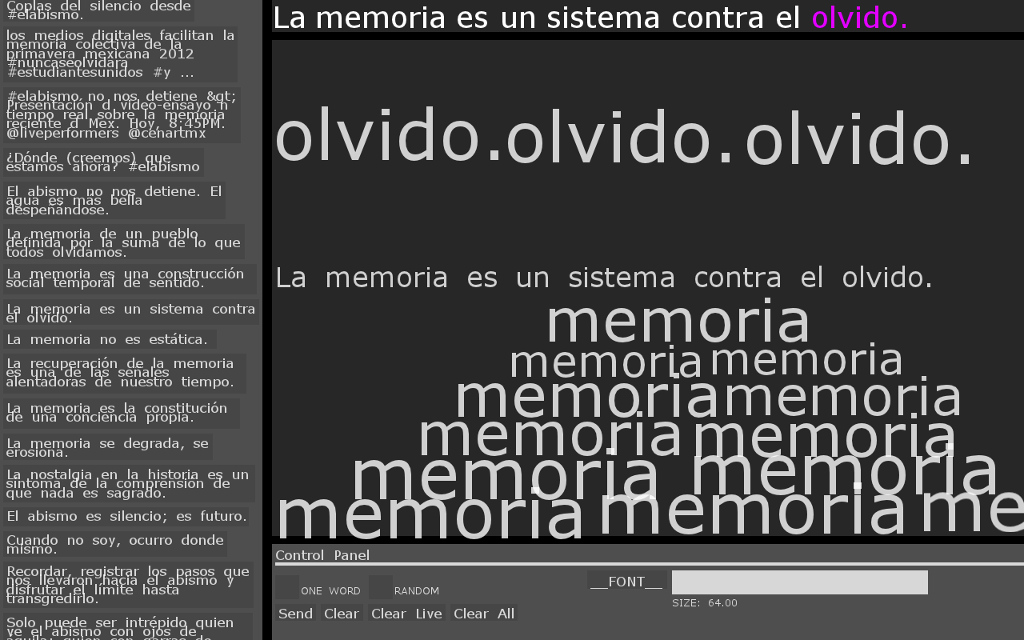 Coplas del silencio desde
#elabismo.
los medios digitales facilitan la
memoria colectiva de la
primavera mexicana 2012
#nuncaseolvidara
#estudiantesunidos #y ...
#elabismo no nos detiene &gt;
Presentación d video-ensayo n
tiempo real sobre la memoria
reciente d Mex. Hoy, 8:45PM.
@liveperformers @cenartmx
¿Dónde (creemos) que
estamos ahora? #elabismo
El abismo no nos detiene. El
agua es más bella
despeñándose.
La memoria de un pueblo
definida por la suma de lo que
todos olvidamos.
La memoria es una construcción
social temporal de sentido.
La memoria es un sistema contra
el olvido.
La memoria no es estática.
La recuperación de la memoria
es una de las señales
alentadoras de nuestro tiempo.
La memoria es la constitución
de una conciencia propia.
La memoria se degrada, se
erosiona.
La nostalgia en la historia es un
síntoma de la comprensión de
que nada es sagrado.
El abismo es silencio; es futuro.
Cuando no soy, ocurro donde
mismo.
Recordar, registrar los pasos que
nos llevaron hacia el abismo y
disfrutar el límite hasta
transgredirlo.
Solo puede ser intrépido quien
ve el abismo con ojos de
águila; quien con garras de
La memoria es un sistema contra el olvido.
olvido. olvido. olvido.
La memoria es un sistema contra el olvido.
memoria
memoria memoria
memoria memoria
memoria memoria
memoria memoria
memoria memoria me
Control Panel
ONE WORD RANDOM __FONT__
SIZE: 64.00
Send Clear Clear Live Clear All